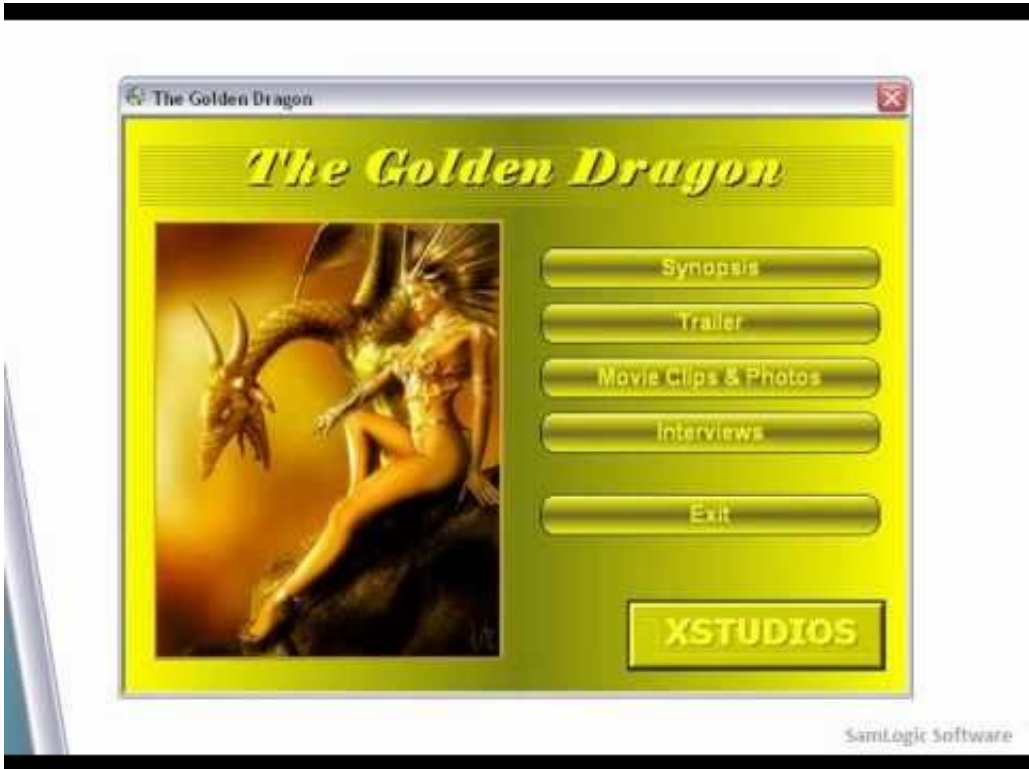 The Golden Dragon
The Golden Dragon
Synopsis
Trailer
Movie Clips & Photos
Interviews
Exit
XSTUDIOS
SamLogic Software